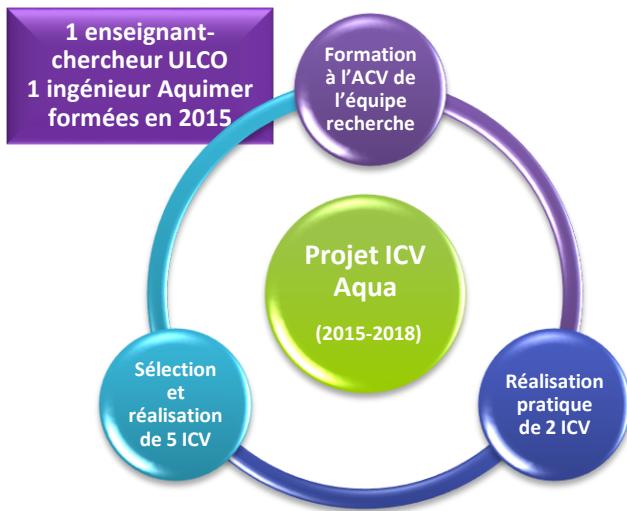 1 enseignant-
chercheur ULCO
1 ingénieur Aquimer
formées en 2015
Formation
à l’ACV de
l’équipe
recherche
Projet ICV
Aqua
(2015-2018)
Sélection
et
réalisation
de 5 ICV
Réalisation
pratique
de 2 ICV